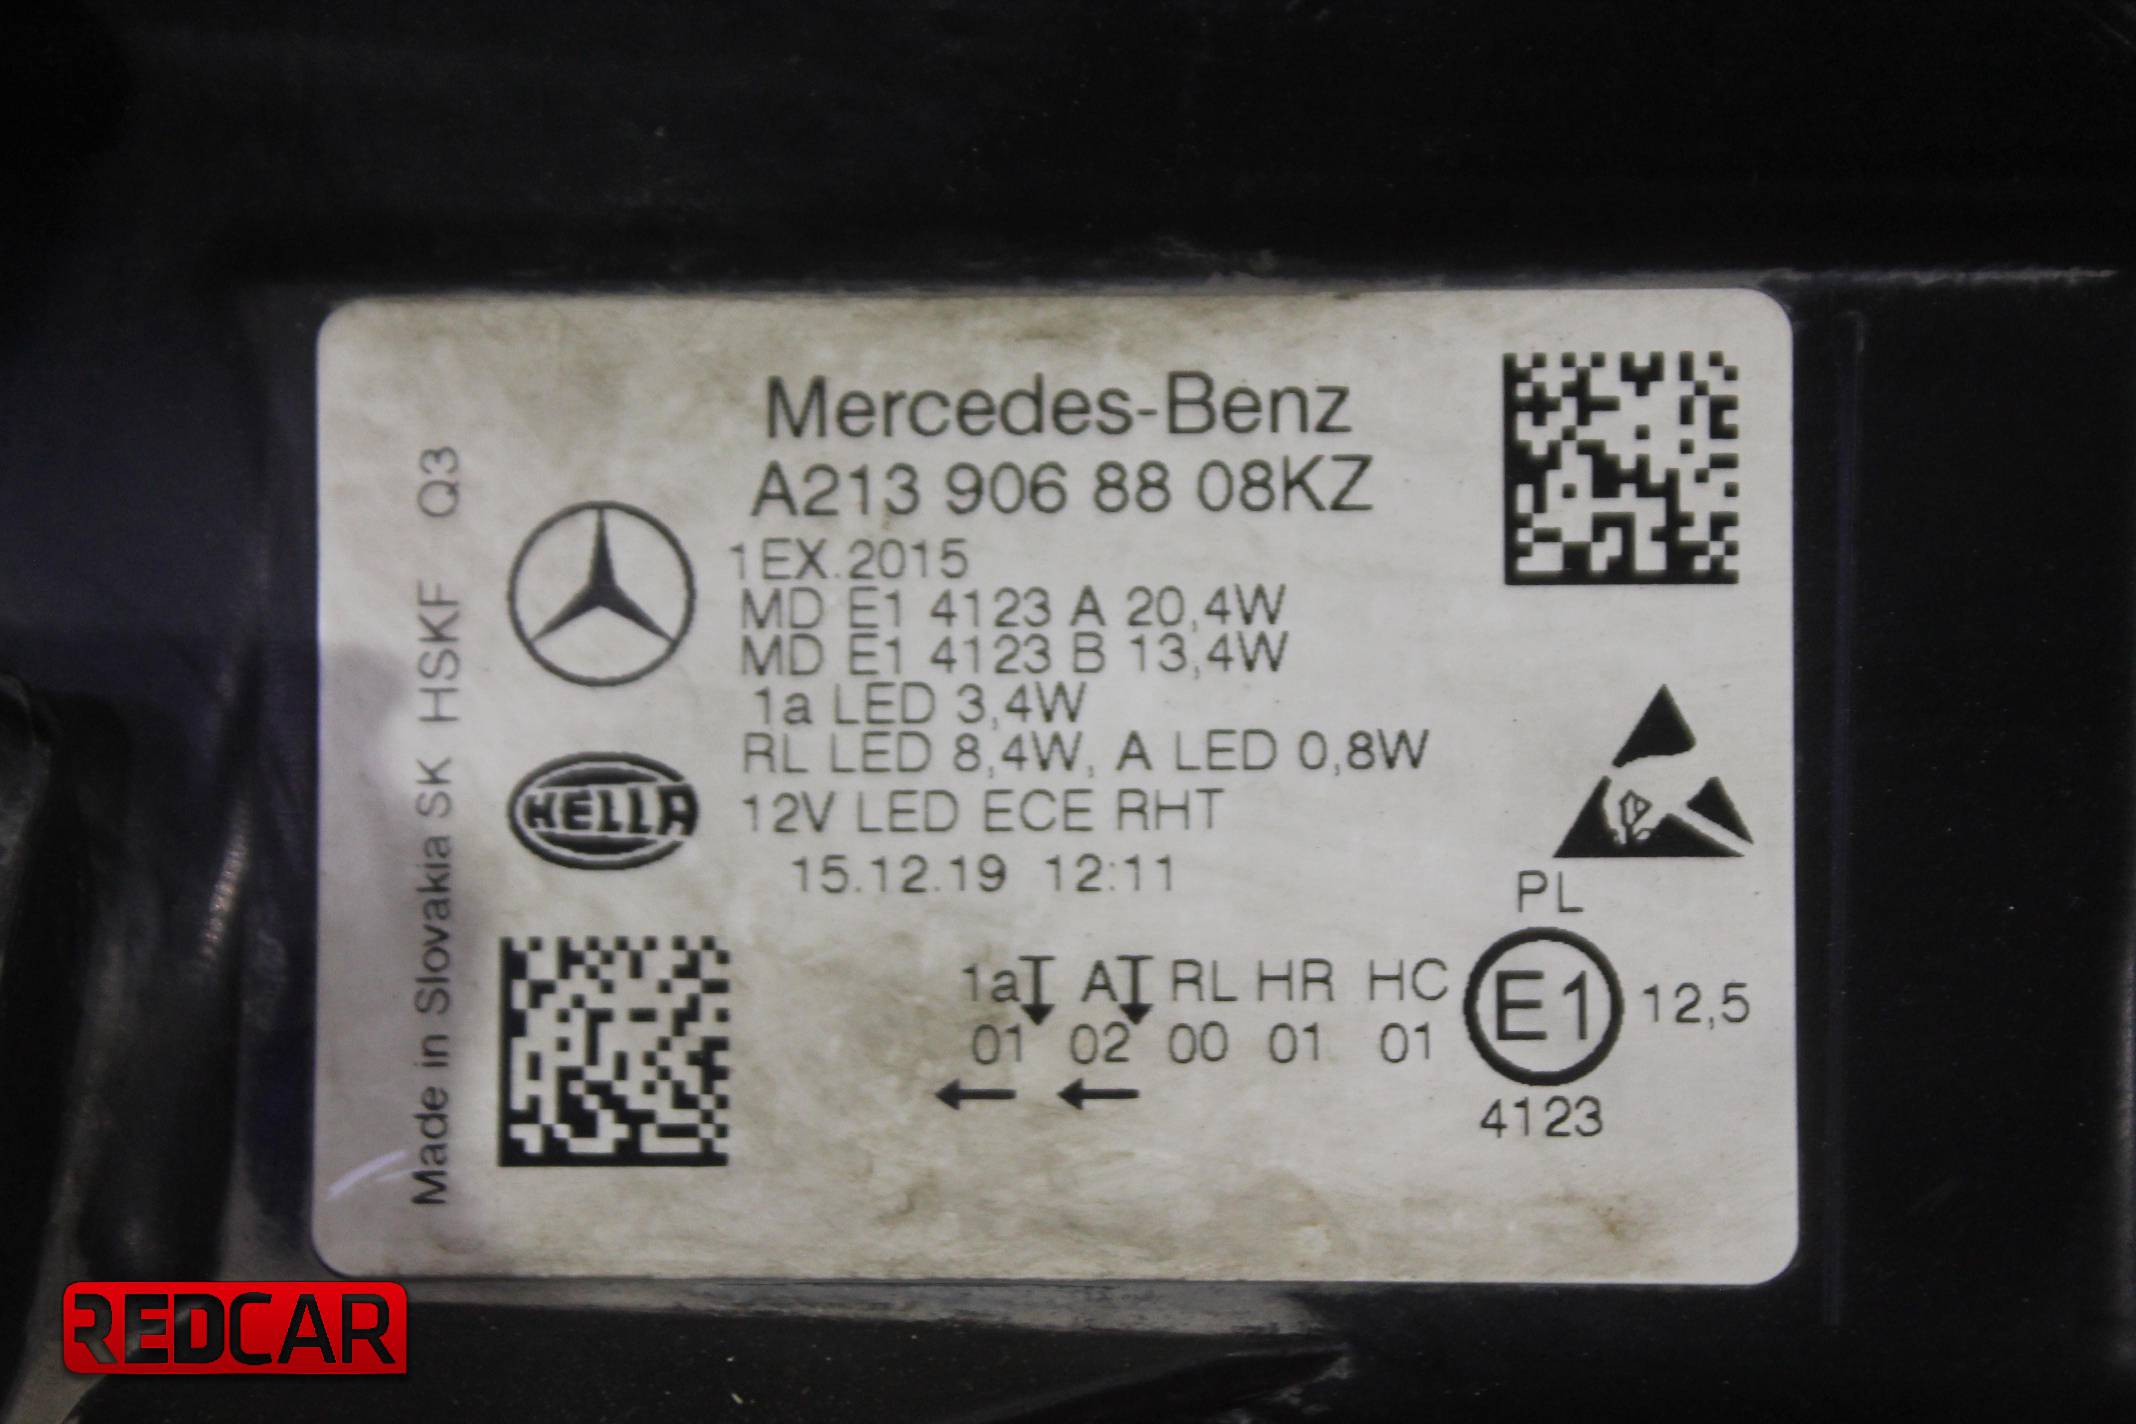 Mercedes-Benz
A213 906 88 08KZ
1EX.2015
MD E1 4123 A 20,4W
MD E1 4123 B 13,4W
1a LED 3,4W
RL LED 8,4W, A LED 0,8W
12V LED ECE RHT
15.12.19 12:11
HELLA
Made in Slovakia SK HSKF Q3
PL
1a A RL HR HC E1 12,5
01 02 00 01 01
← ←
4123
REDCAR